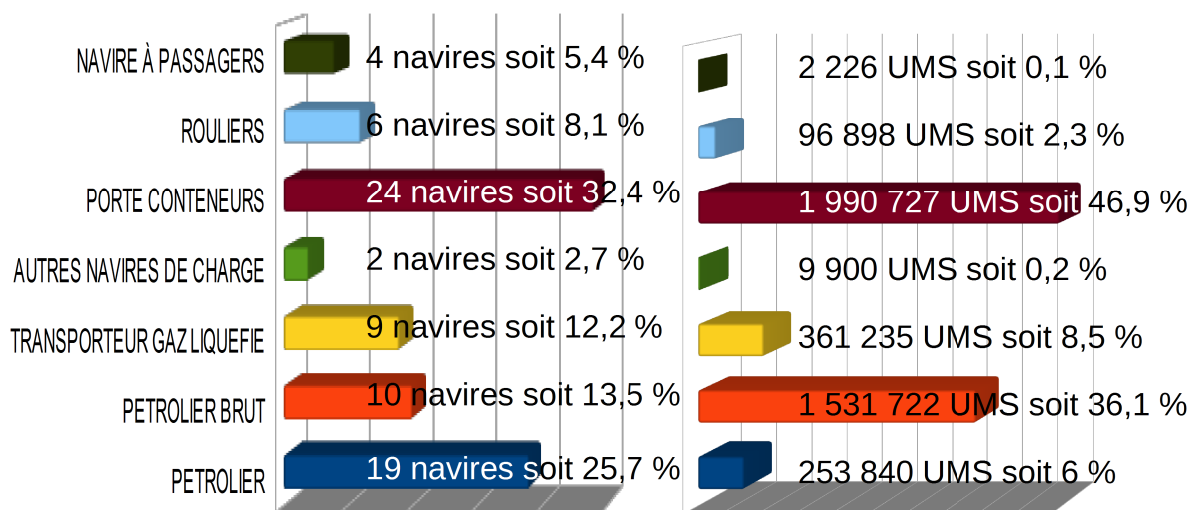 NAVIRE À PASSAGERS 4 navires soit 5,4 % 2 226 UMS soit 0,1 %
ROULIERS 6 navires soit 8,1 % 96 898 UMS soit 2,3 %
PORTE CONTENEURS 24 navires soit 32,4 % 1 990 727 UMS soit 46,9 %
AUTRES NAVIRES DE CHARGE 2 navires soit 2,7 % 9 900 UMS soit 0,2 %
TRANSPORTEUR GAZ LIQUEFIE 9 navires soit 12,2 % 361 235 UMS soit 8,5 %
PETROLIER BRUT 10 navires soit 13,5 % 1 531 722 UMS soit 36,1 %
PETROLIER 19 navires soit 25,7 % 253 840 UMS soit 6 %